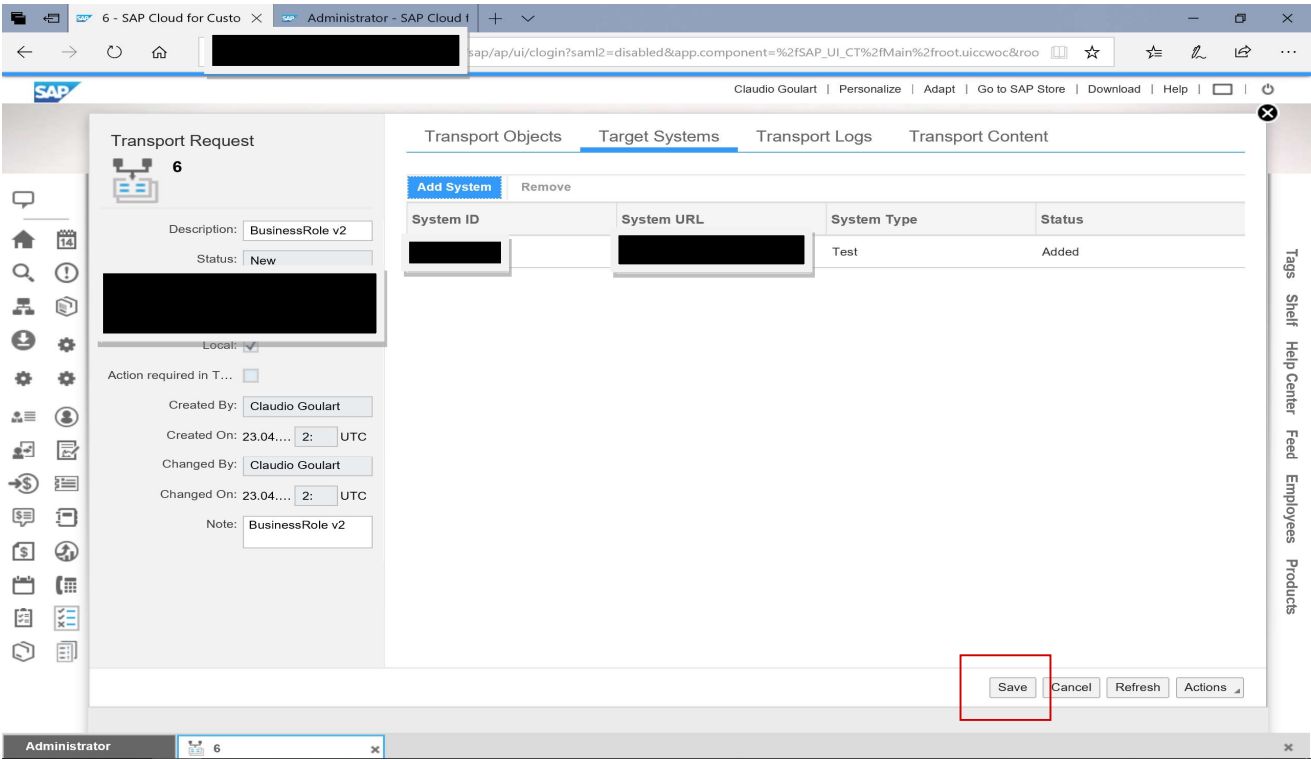 6 - SAP Cloud for Custo
Administrator - SAP Cloud f
sap/ap/ui/clogin?saml2=disabled&app.component=%2fSAP_UI_CT%2fMain%2froot.uiccwoc&roo
SAP
Claudio Goulart | Personalize | Adapt | Go to SAP Store | Download | Help |
Transport Request
6
Transport Objects Target Systems Transport Logs Transport Content
Add System Remove
System ID System URL System Type Status
Test Added
Description: BusinessRole v2
Status: New
Local:
Action required in T...
Created By: Claudio Goulart
Created On: 23.04.... 2: UTC
Changed By: Claudio Goulart
Changed On: 23.04.... 2: UTC
Note: BusinessRole v2
14
Tags
Shelf
Help Center
Feed
Employees
Products
Save Cancel Refresh Actions
Administrator
6